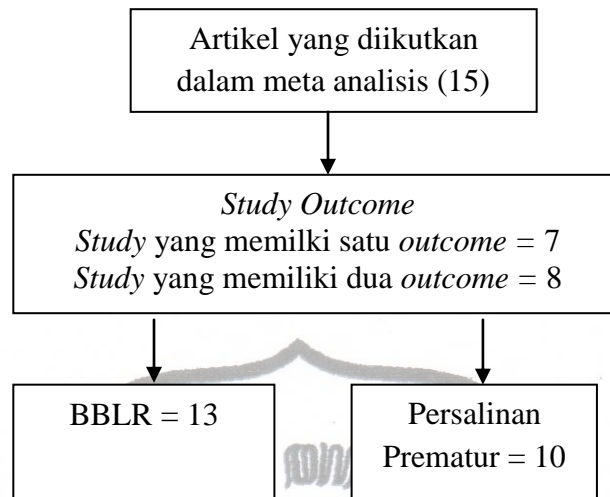 Artikel yang diikutkan
dalam meta analisis (15)
Study Outcome
Study yang memilki satu outcome = 7
Study yang memiliki dua outcome = 8
BBLR = 13
Persalinan
Prematur = 10